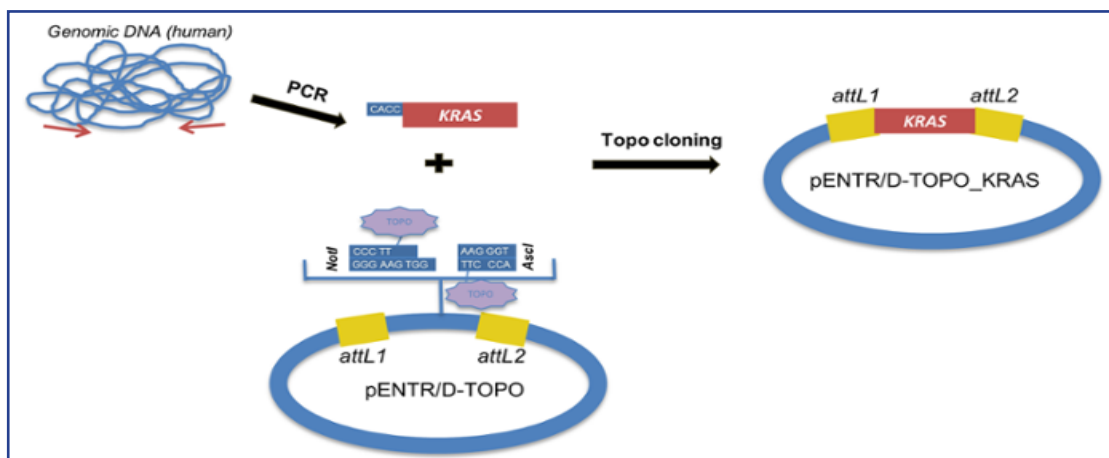 Genomic DNA (human)
PCR
CACC
KRAS
Topo cloning
attL1
attL2
KRAS
pENTR/D-TOPO_KRAS
TOPO
NotI
CCC TT
GGG AAG TGG
AAG GGT
TTC CCA
AscI
TOPO
attL1
attL2
pENTR/D-TOPO